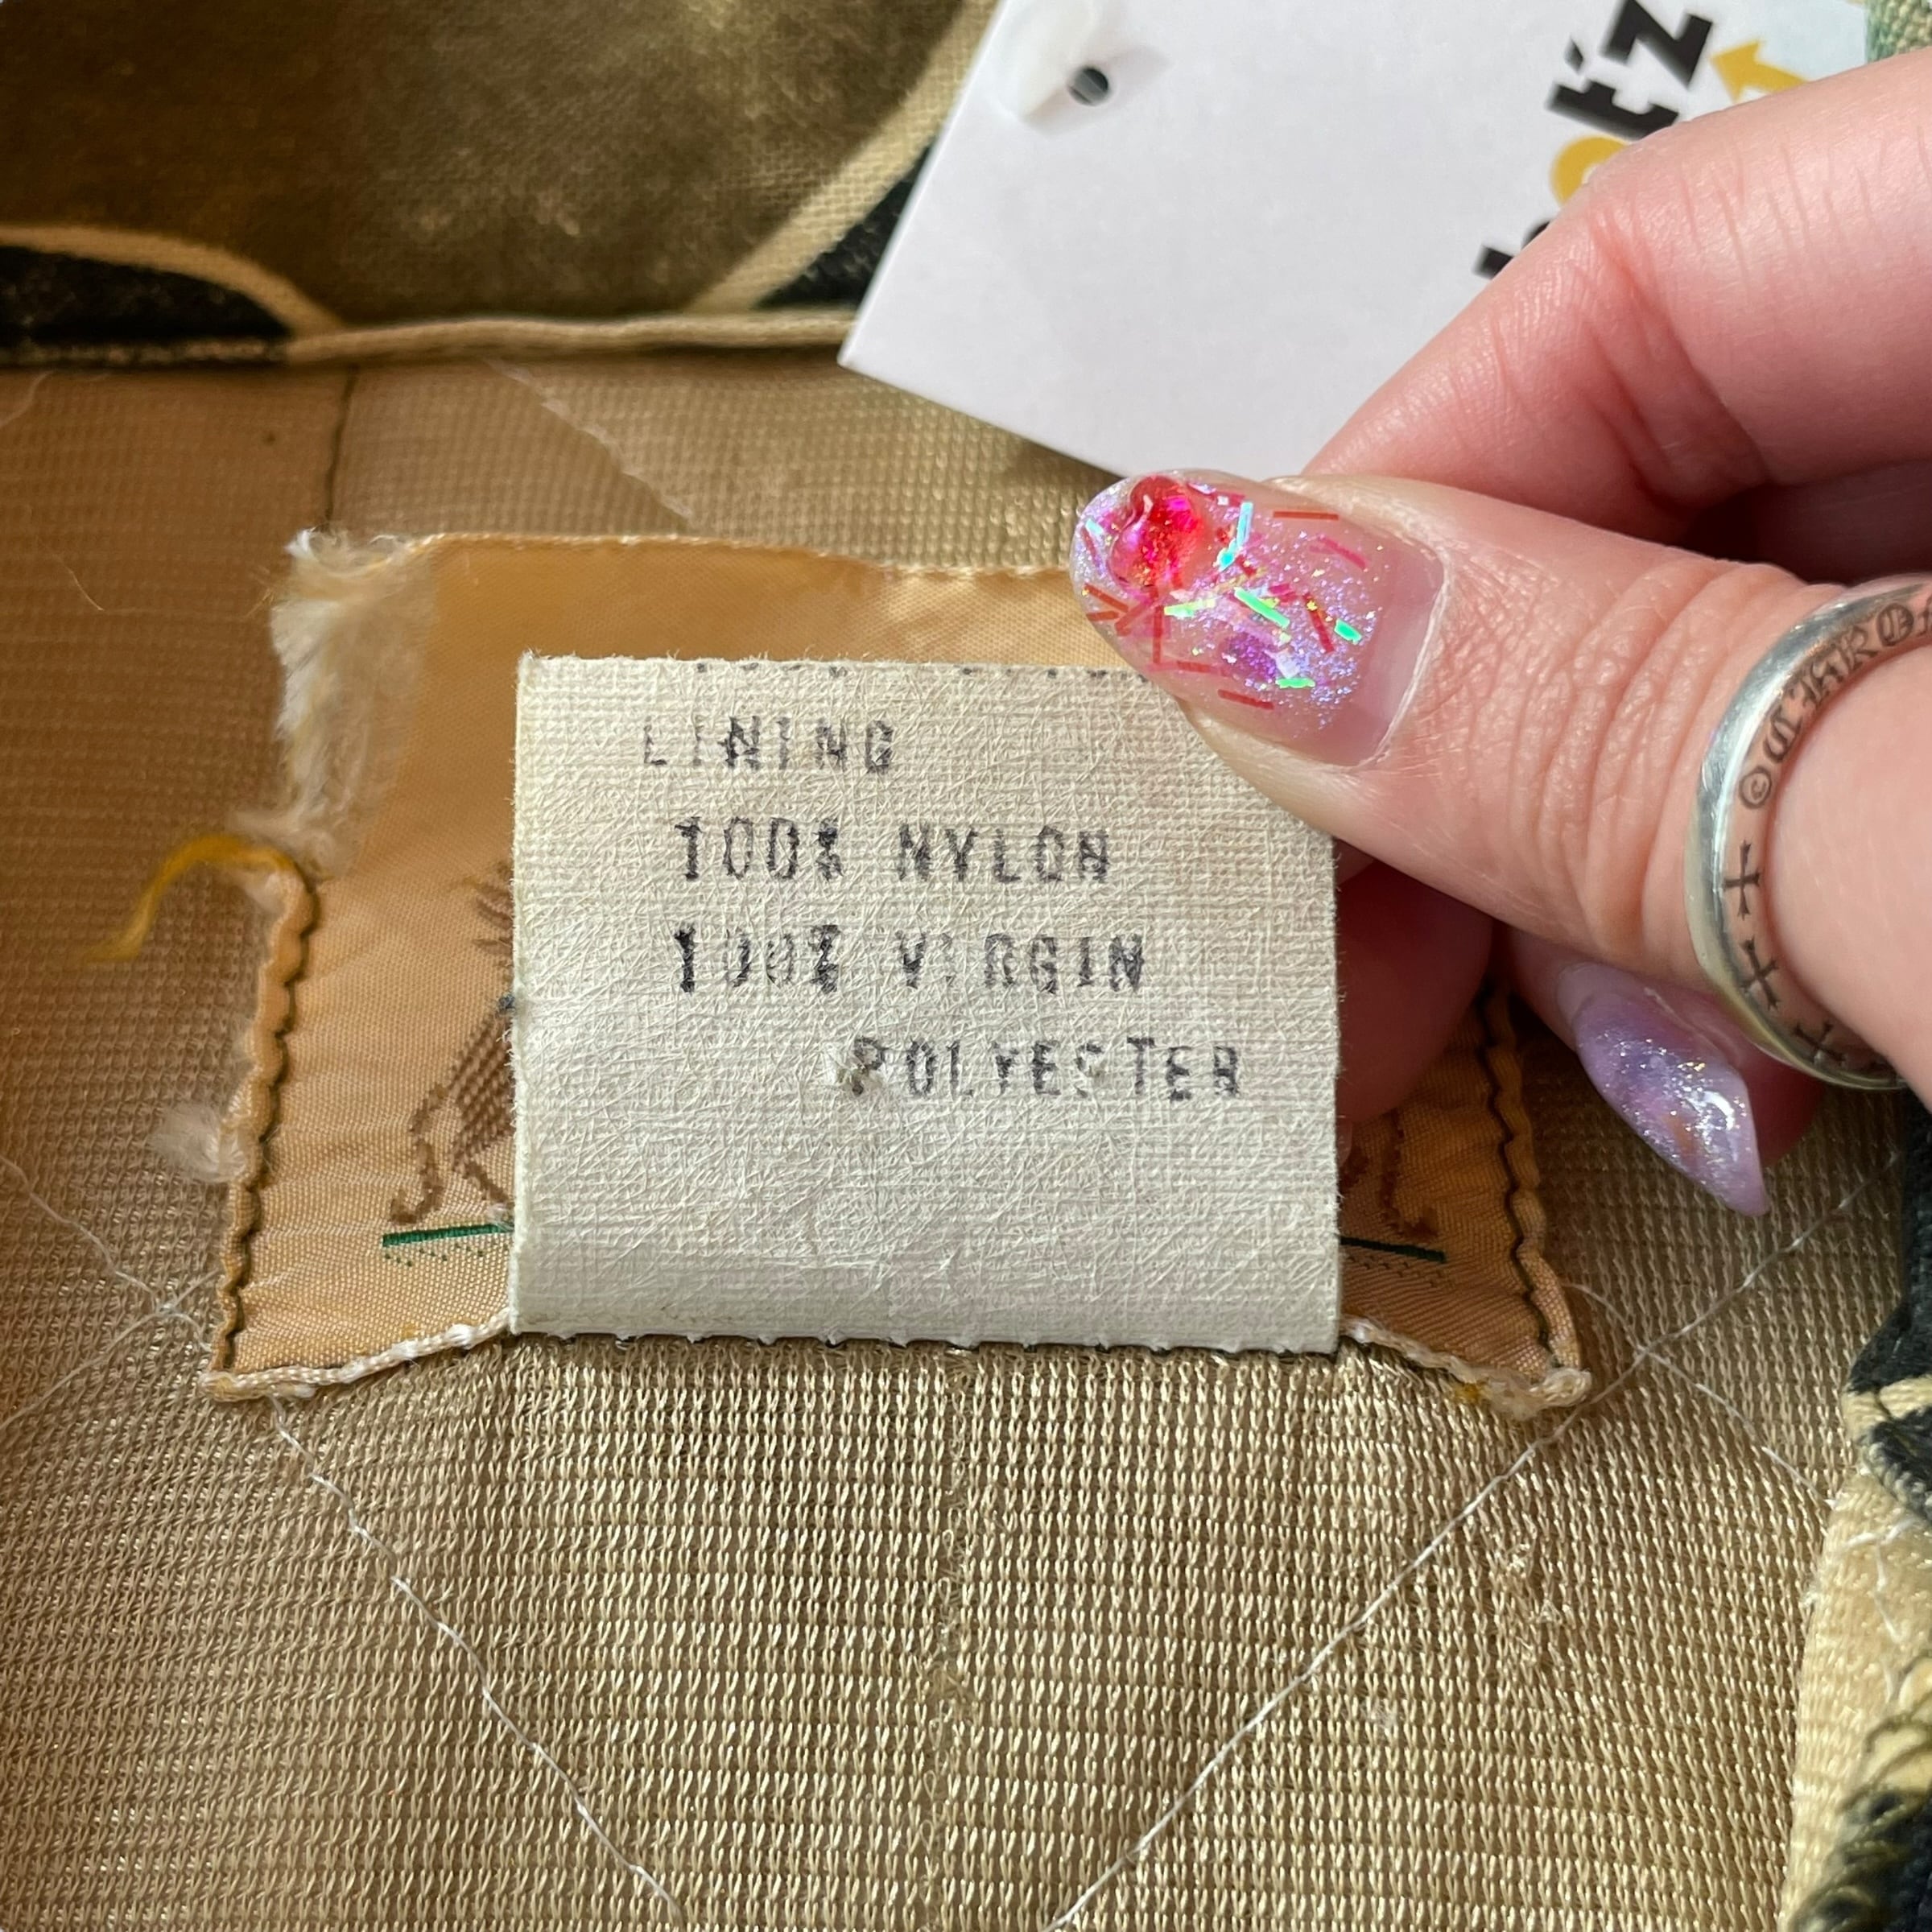 LINING
100% NYLON
100% VIRGIN
POLYESTER